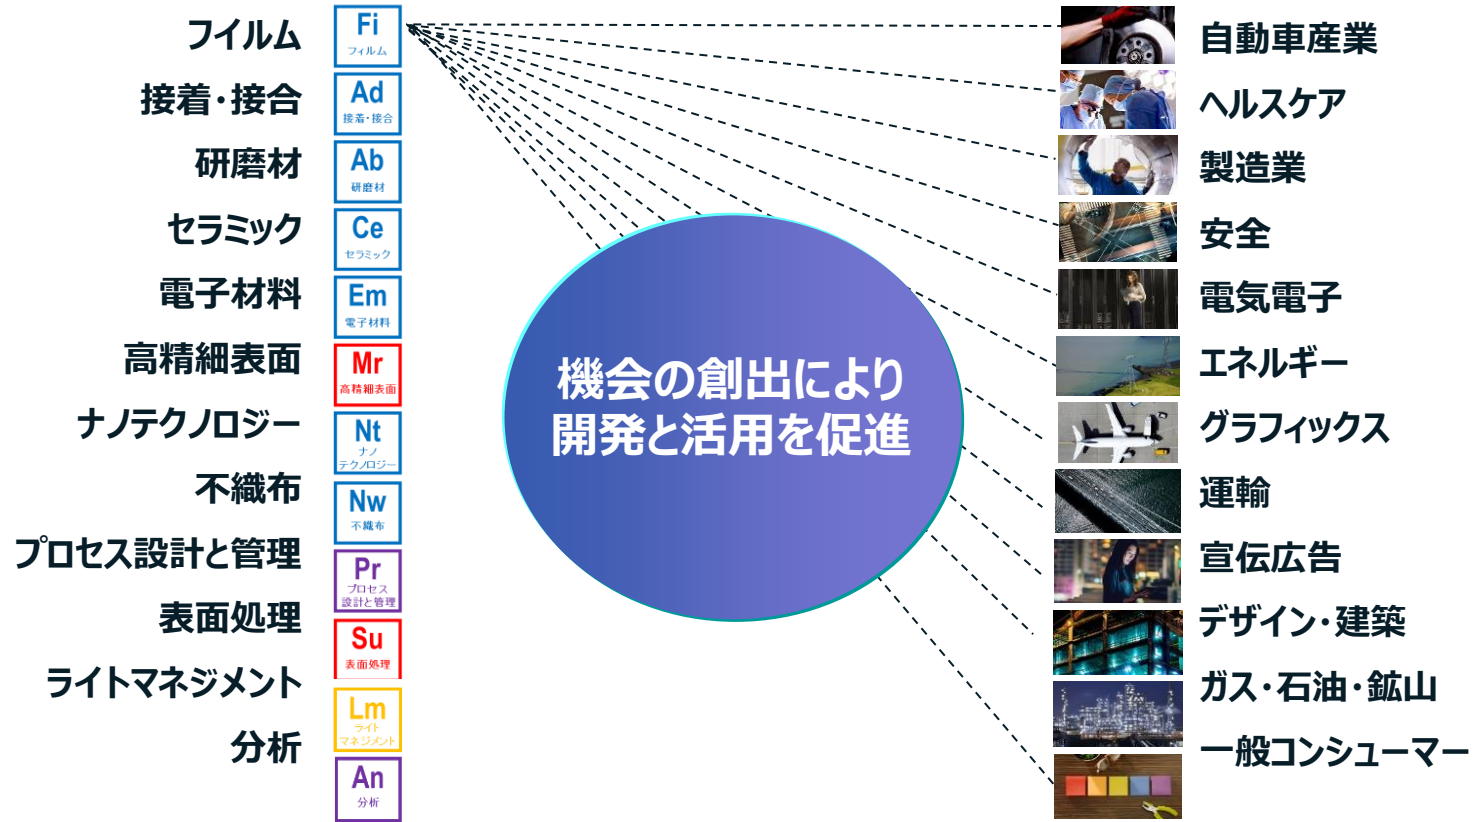 フイルム
接着・接合
研磨材
セラミック
電子材料
高精細表面
ナノテクノロジー
不織布
プロセス設計と管理
表面処理
ライトマネジメント
分析
Fi
フィルム
Ad
接着・接合
Ab
研磨材
Ce
セラミック
Em
電子材料
Mr
高精細表面
Nt
ナノ
テクノロジー
Nw
不織布
Pr
プロセス
設計と管理
Su
表面処理
Lm
ライト
マネジメント
An
分析
機会の創出により
開発と活用を促進
自動車産業
ヘルスケア
製造業
安全
電気電子
エネルギー
グラフィックス
運輸
宣伝広告
デザイン・建築
ガス・石油・鉱山
一般コンシューマー